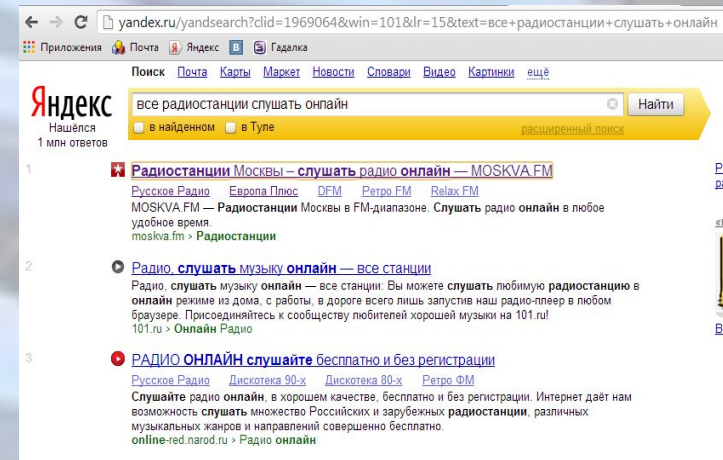 yandex.ru/yandsearch?clid=1969064&win=101&lr=15&text=все+радиостанции+слушать+онлайн
Приложения Почта Яндекс Гадалка
Поиск Почта Карты Маркет Новости Словари Видео Картинки ещё
Яндекс
все радиостанции слушать онлайн
Найти
Нашёлся
1 млн ответов
в найденном в Туле расширенный поиск
1 Радиостанции Москвы – слушать радио онлайн — MOSKVA.FM
Русское Радио Европа Плюс DFM Ретро FM Relax FM
MOSKVA.FM — Радиостанции Москвы в FM-диапазоне. Слушать радио онлайн в любое
удобное время.
moskva.fm › Радиостанции
2 Радио, слушать музыку онлайн — все станции
Радио, слушать музыку онлайн — все станции: Вы можете слушать любимую радиостанцию в
онлайн режиме из дома, с работы, в дороге всего лишь запустив наш радио-плеер в любом
браузере. Присоединяйтесь к сообществу любителей хорошей музыки на 101.ru!
101.ru › Онлайн Радио
3 РАДИО ОНЛАЙН слушайте бесплатно и без регистрации
Русское Радио Дискотека 90-х Дискотека 80-х Ретро ФМ
Слушайте радио онлайн, в хорошем качестве, бесплатно и без регистрации. Интернет даёт нам
возможность слушать множество Российских и зарубежных радиостанции, различных
музыкальных жанров и направлений совершенно бесплатно.
online-red.narod.ru › Радио онлайн